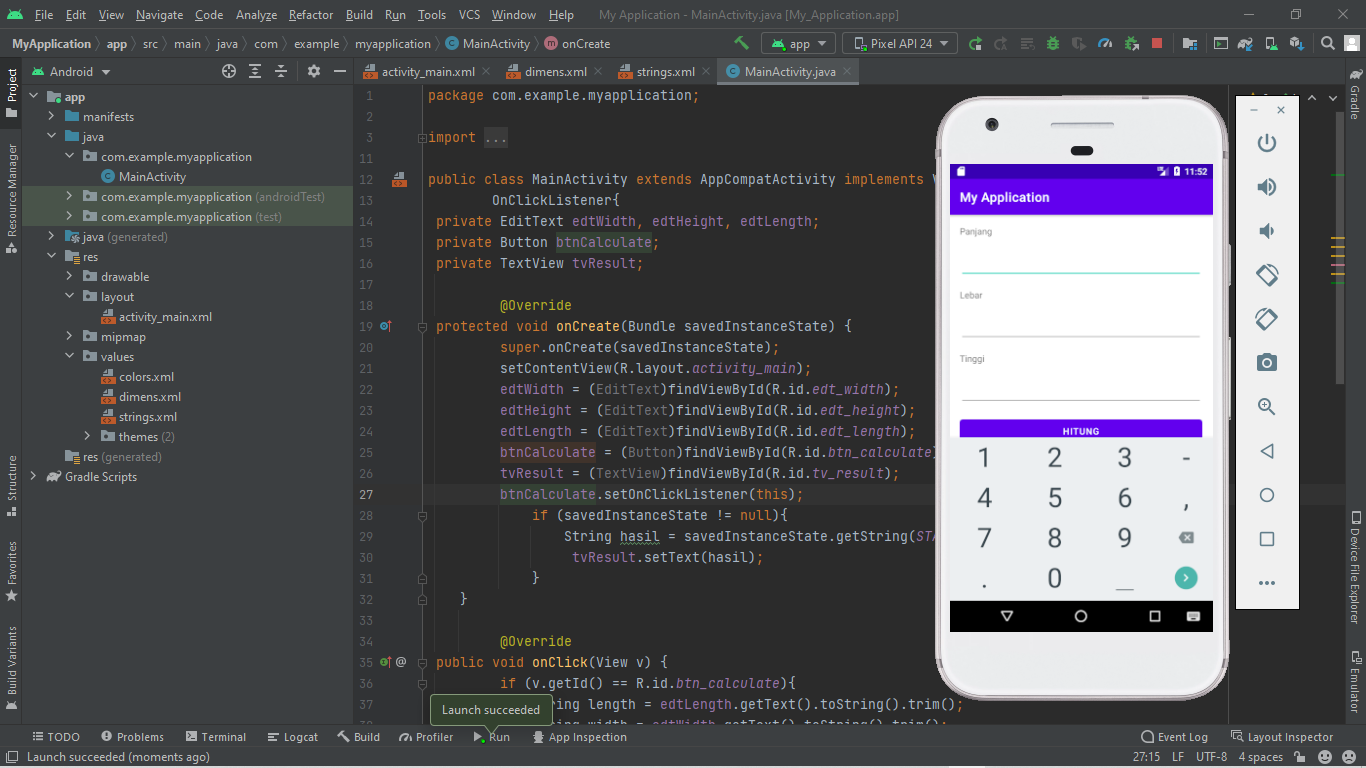 File Edit View Navigate Code Analyze Refactor Build Run Tools VCS Window Help My Application - MainActivity.java [My_Application.app]
MyApplication app src main java com example myapplication MainActivity onCreate app Pixel API 24
Project
Resource Manager
Structure
Favorites
Build Variants
Android
app
manifests
java
com.example.myapplication
MainActivity
com.example.myapplication (androidTest)
com.example.myapplication (test)
java (generated)
res
drawable
layout
activity_main.xml
mipmap
values
colors.xml
dimens.xml
strings.xml
themes (2)
res (generated)
Gradle Scripts
activity_main.xml dimens.xml strings.xml MainActivity.java
1 package com.example.myapplication;
2
3 import ...
11
12 public class MainActivity extends AppCompatActivity implements
13 OnClickListener{
14 private EditText edtWidth, edtHeight, edtLength;
15 private Button btnCalculate;
16 private TextView tvResult;
17
18 @Override
19 protected void onCreate(Bundle savedInstanceState) {
20 super.onCreate(savedInstanceState);
21 setContentView(R.layout.activity_main);
22 edtWidth = (EditText)findViewById(R.id.edt_width);
23 edtHeight = (EditText)findViewById(R.id.edt_height);
24 edtLength = (EditText)findViewById(R.id.edt_length);
25 btnCalculate = (Button)findViewById(R.id.btn_calculate)
26 tvResult = (TextView)findViewById(R.id.tv_result);
27 btnCalculate.setOnClickListener(this);
28 if (savedInstanceState != null){
29 String hasil = savedInstanceState.getString(STA
30 tvResult.setText(hasil);
31 }
32 }
33
34 @Override
35 @ public void onClick(View v) {
36 if (v.getId() == R.id.btn_calculate){
37 ring length = edtLength.getText().toString().trim();
38 width = edtWidth.getText().toString().trim();
Launch succeeded
11:52
My Application
Panjang
Lebar
Tinggi
HITUNG
1 2 3 -
4 5 6 ,
7 8 9
. 0 _
Gradle
Device File Explorer
Emulator
TODO Problems Terminal Logcat Build Profiler Run App Inspection Event Log Layout Inspector
Launch succeeded (moments ago) 27:15 LF UTF-8 4 spaces